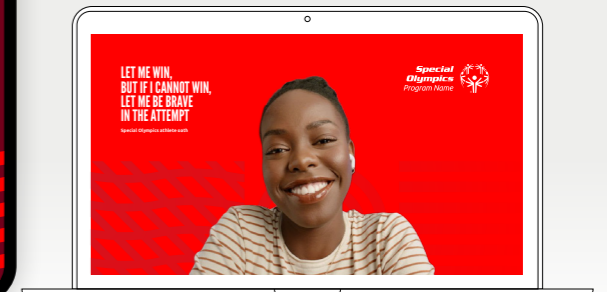 LET ME WIN,
BUT IF I CANNOT WIN,
LET ME BE BRAVE
IN THE ATTEMPT
Special Olympics athlete oath
Special
Olympics
Program Name